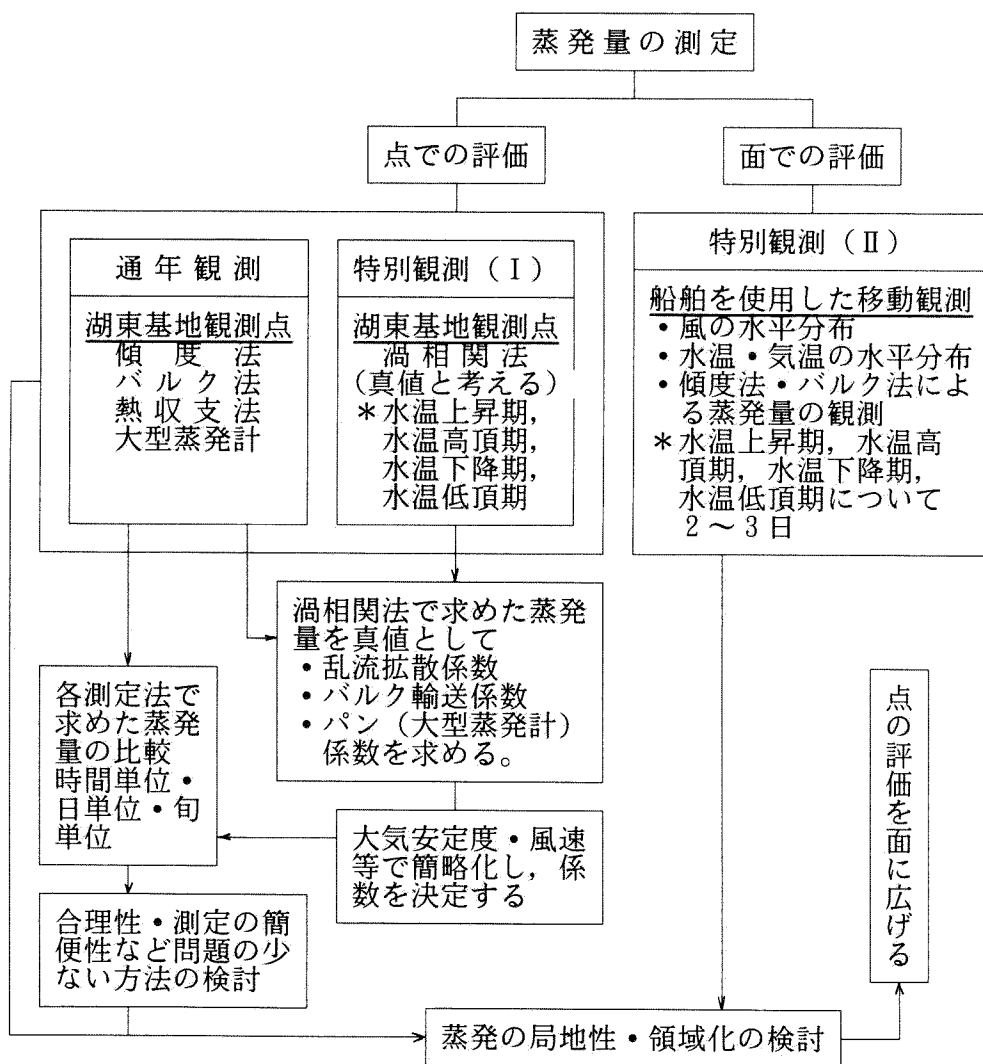 蒸発量の測定
点での評価
面での評価
通年観測
湖東基地観測点
傾度法
バルク法
熱収支法
大型蒸発計
特別観測（Ⅰ）
湖東基地観測点
渦相関法
（真値と考える）
＊水温上昇期，
水温高頂期，
水温下降期，
水温低頂期
特別観測（Ⅱ）
船舶を使用した移動観測
・風の水平分布
・水温・気温の水平分布
・傾度法・バルク法によ
る蒸発量の観測
＊水温上昇期，水温高
頂期，水温下降期，
水温低頂期について
２～３日
渦相関法で求めた蒸発
量を真値として
・乱流拡散係数
・バルク輸送係数
・パン（大型蒸発計）
係数を求める。
各測定法で
求めた蒸発
量の比較
時間単位・
日単位・旬
単位
大気安定度・風速
等で簡略化し，係
数を決定する
合理性・測定の簡
便性など問題の少
ない方法の検討
蒸発の局地性・領域化の検討
点の評価を面に広げる